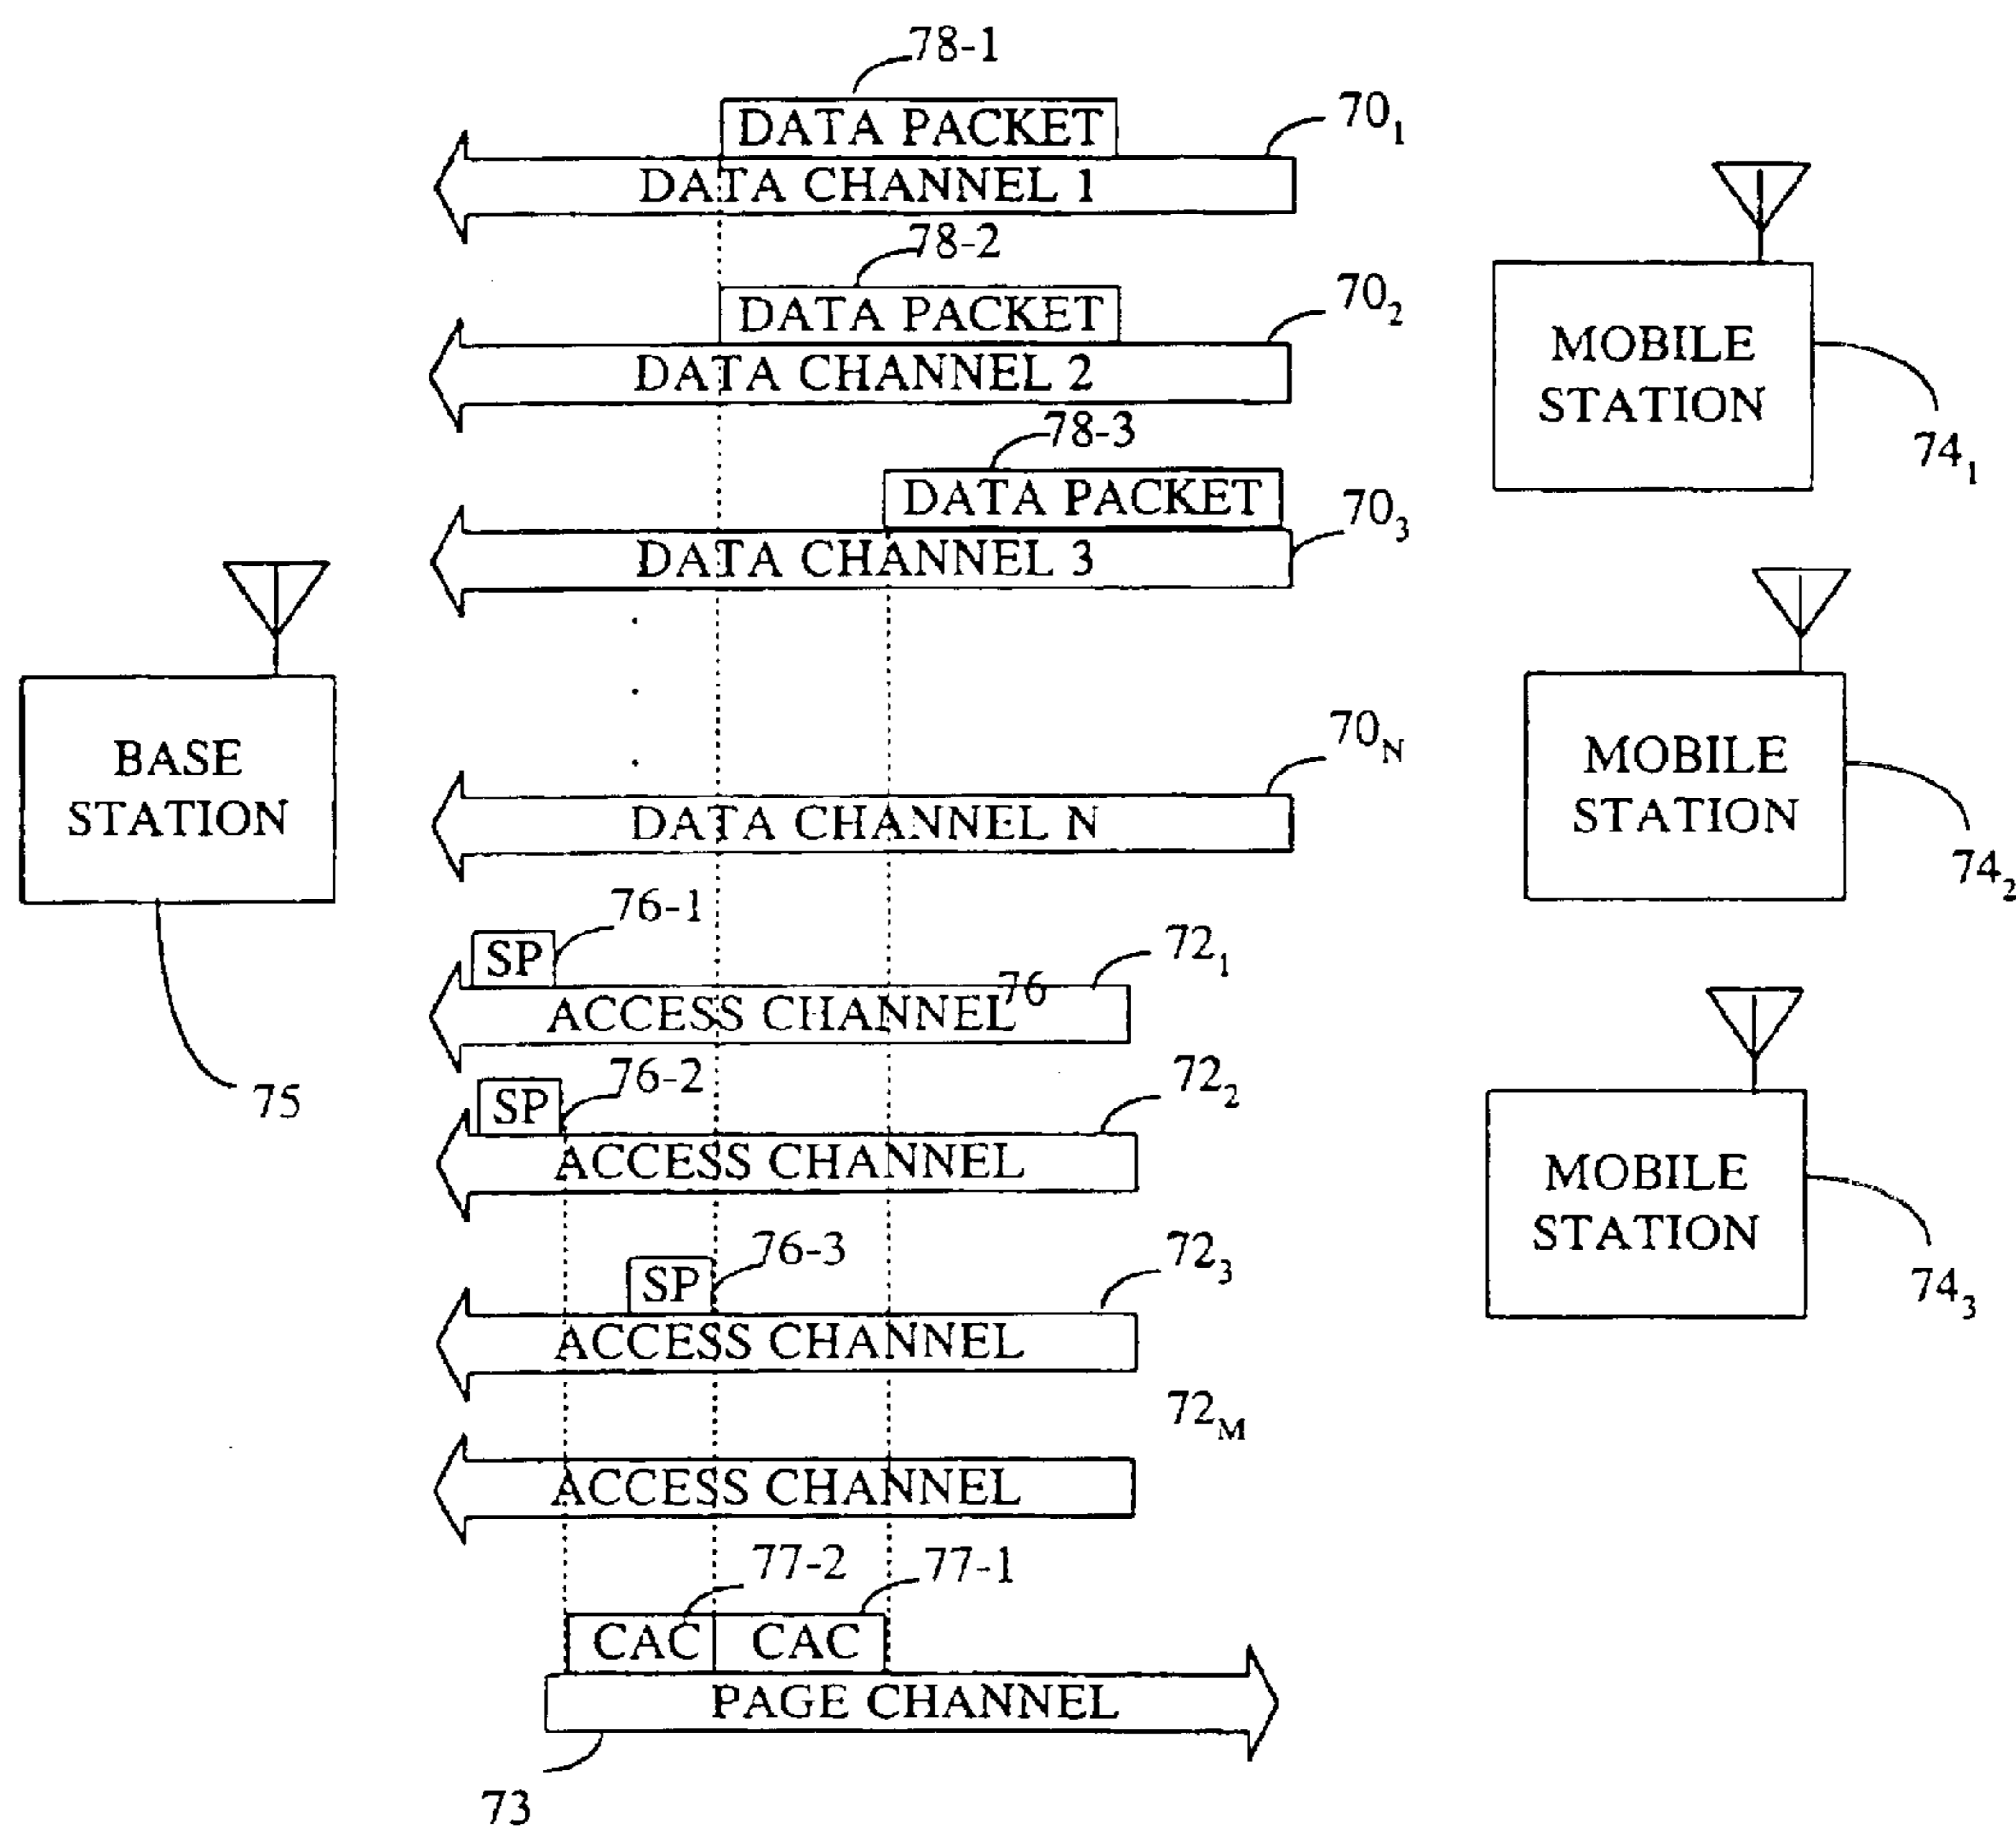 78-1
DATA PACKET
70₁
DATA CHANNEL 1
78-2
DATA PACKET
70₂
DATA CHANNEL 2
MOBILE
STATION
74₁
78-3
DATA PACKET
70₃
DATA CHANNEL 3
BASE
STATION
75
70N
DATA CHANNEL N
MOBILE
STATION
74₂
76-1
SP
72₁
76
ACCESS CHANNEL
76-2
SP
72₂
ACCESS CHANNEL
MOBILE
STATION
74₃
76-3
SP
72₃
ACCESS CHANNEL
72M
ACCESS CHANNEL
77-2
77-1
CAC
CAC
PAGE CHANNEL
73